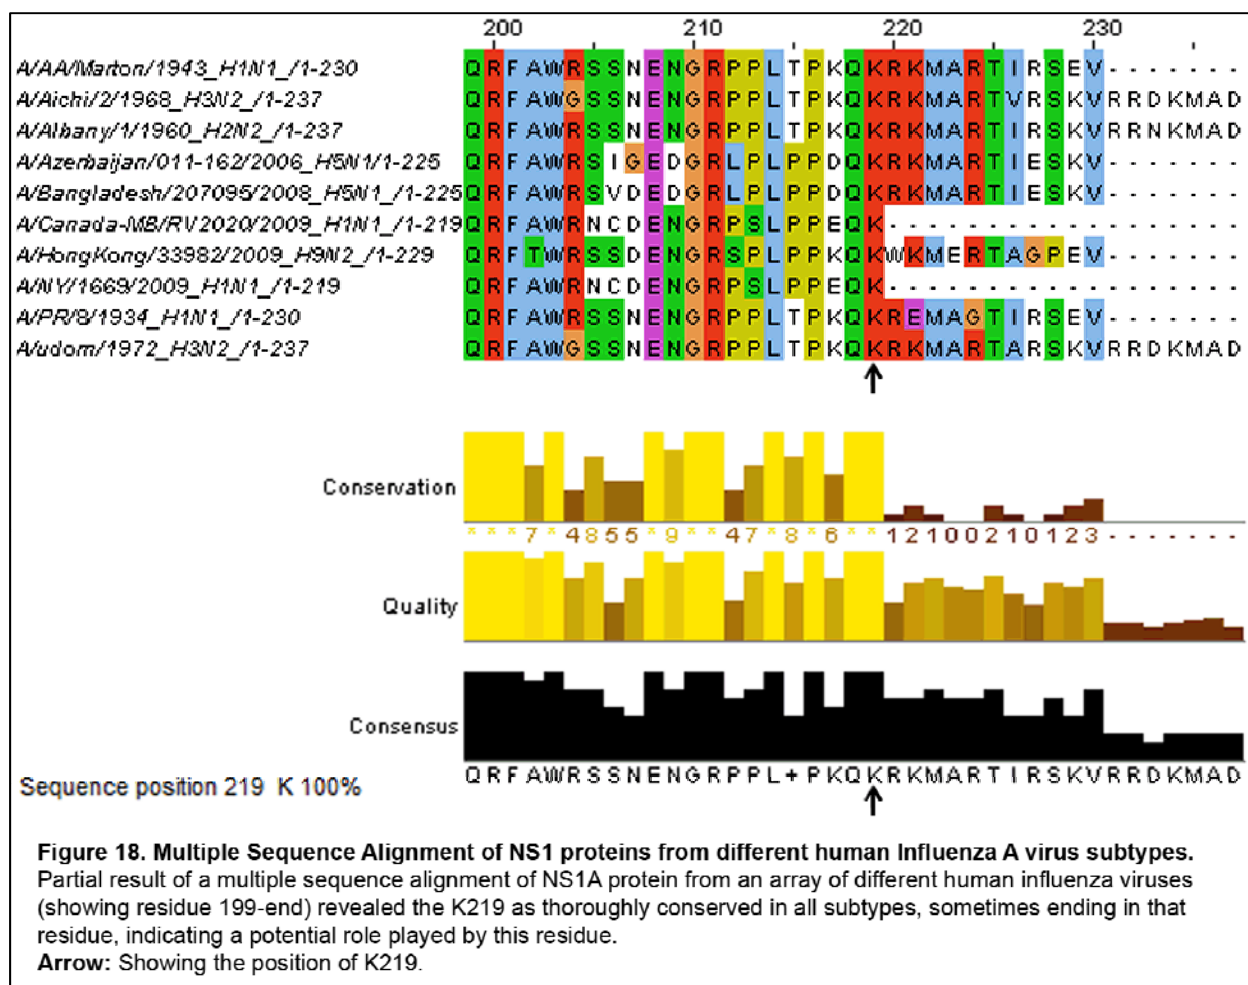 200 210 220 230
A/AA/Marton/1943_H1N1_/1-230 QRFAWRSSNENGRPPLTPKQKRKMARTIRSEV-------
A/Aichi/2/1968_H3N2_/1-237 QRFAWGSSNENGRPPLTPKQKRKMARTVRSKVRRDKMAD
A/Albany/1/1960_H2N2_/1-237 QRFAWRSSNENGRPPLTPKQKRKMARTIRSKVRRNKMAD
A/Azerbaijan/011-162/2006_H5N1/1-225 QRFAWRSIGEDGRLPLPPDQKRKMARTIESKV-------
A/Bangladesh/207095/2008_H5N1_/1-225 QRFAWRSVDEDGRLPLPPDQKRKMARTIESKV-------
A/Canada-MB/RV2020/2009_H1N1_/1-219 QRFAWRNCDENGRPSLPPEQK------------------
A/HongKong/33982/2009_H9N2_/1-229 QRFTWRSSDENGRSPLPPKQKWKMERTAGPEV-------
A/NY/1669/2009_H1N1_/1-219 QRFAWRNCDENGRPSLPPEQK------------------
A/PR/8/1934_H1N1_/1-230 QRFAWRSSNENGRPPLTPKQKREMAGTIRSEV-------
A/udorn/1972_H3N2_/1-237 QRFAWGSSNENGRPPLTPKQKRKMARTARSKVRRDKMAD
Conservation
***7*4855*9**47*8*6**12100210123-------
Quality
Consensus
QRFAWRSSNENGRPPL+PKQKRKMARTIRSKVRRDKMAD
Sequence position 219 K 100%
Figure 18. Multiple Sequence Alignment of NS1 proteins from different human Influenza A virus subtypes.
Partial result of a multiple sequence alignment of NS1A protein from an array of different human influenza viruses
(showing residue 199-end) revealed the K219 as thoroughly conserved in all subtypes, sometimes ending in that
residue, indicating a potential role played by this residue.
Arrow: Showing the position of K219.